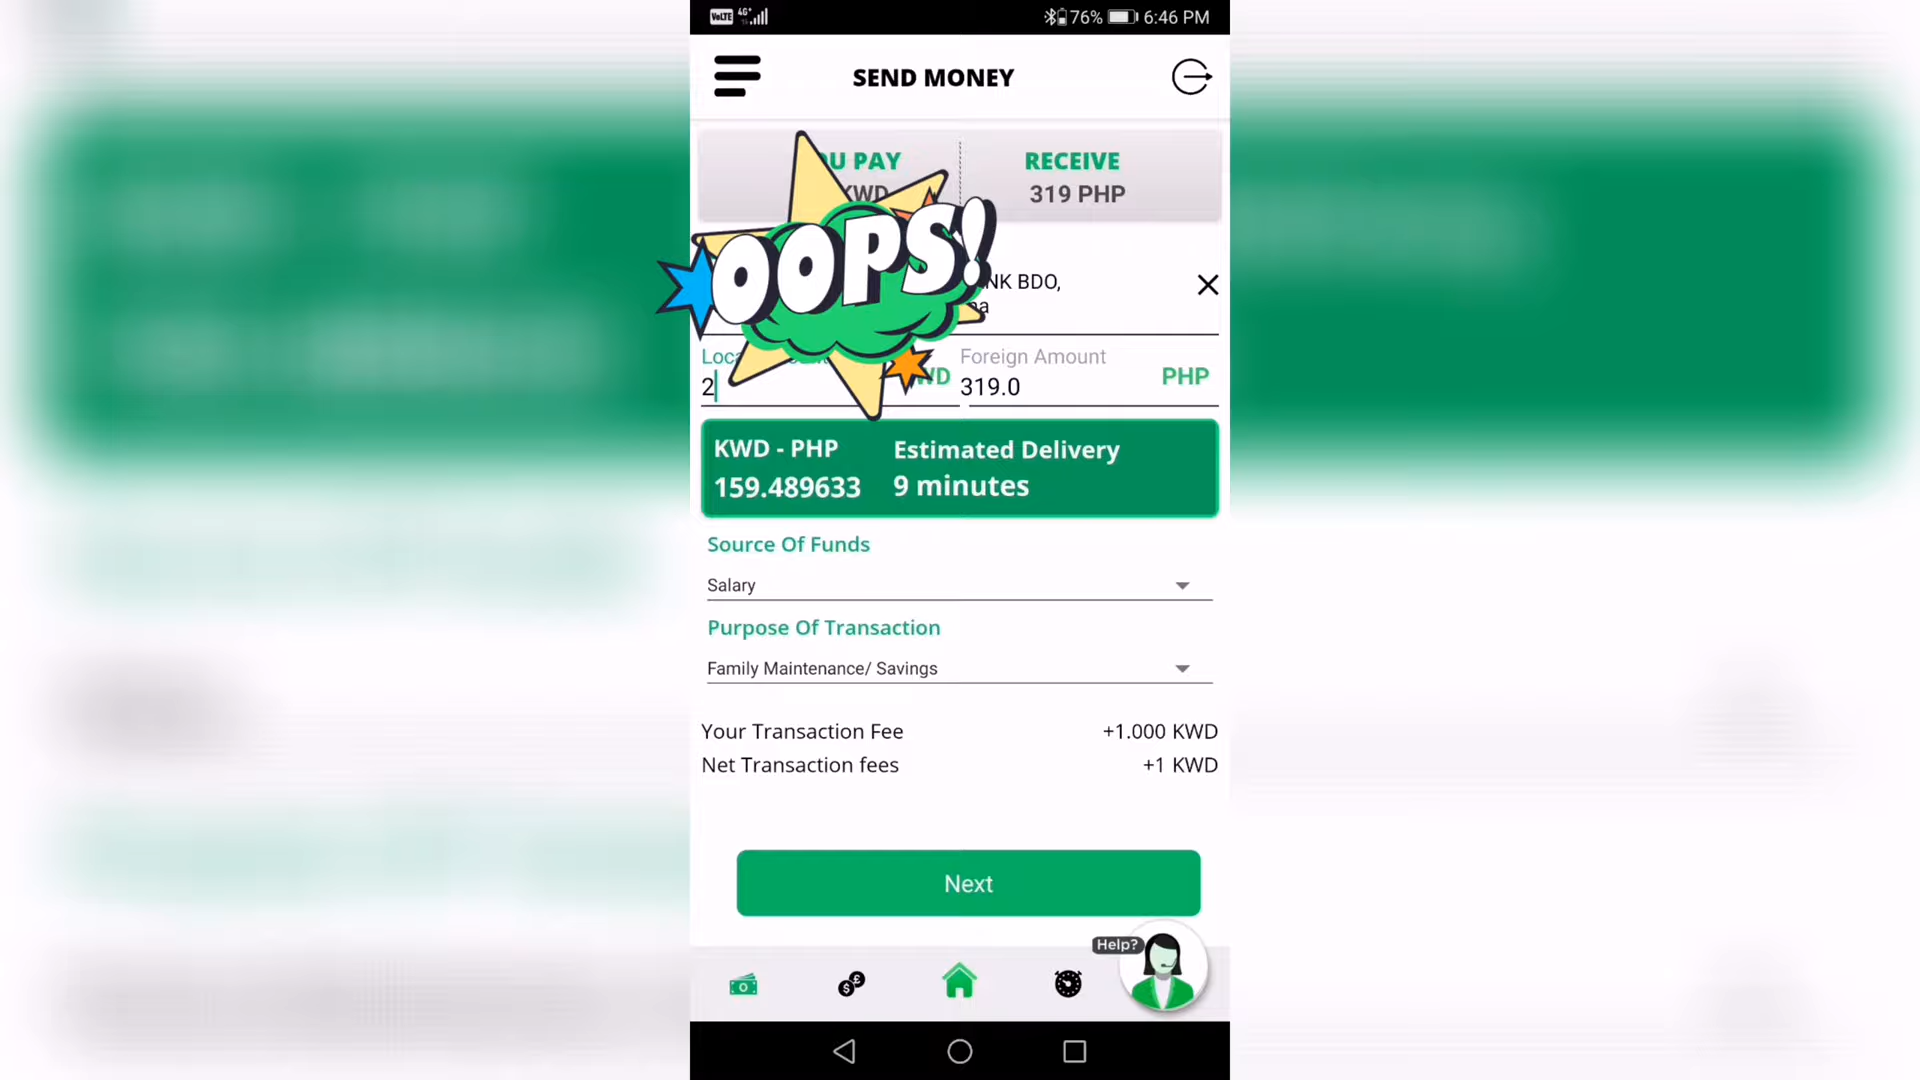 VoLTE 4G+ 76% 6:46 PM
SEND MONEY
U PAY RECEIVE
KWD 319 PHP
OOPS!
BDO,
Foreign Amount
2 319.0 PHP
KWD - PHP Estimated Delivery
159.489633 9 minutes
Source Of Funds
Salary
Purpose Of Transaction
Family Maintenance/ Savings
Your Transaction Fee +1.000 KWD
Net Transaction fees +1 KWD
Next
Help?